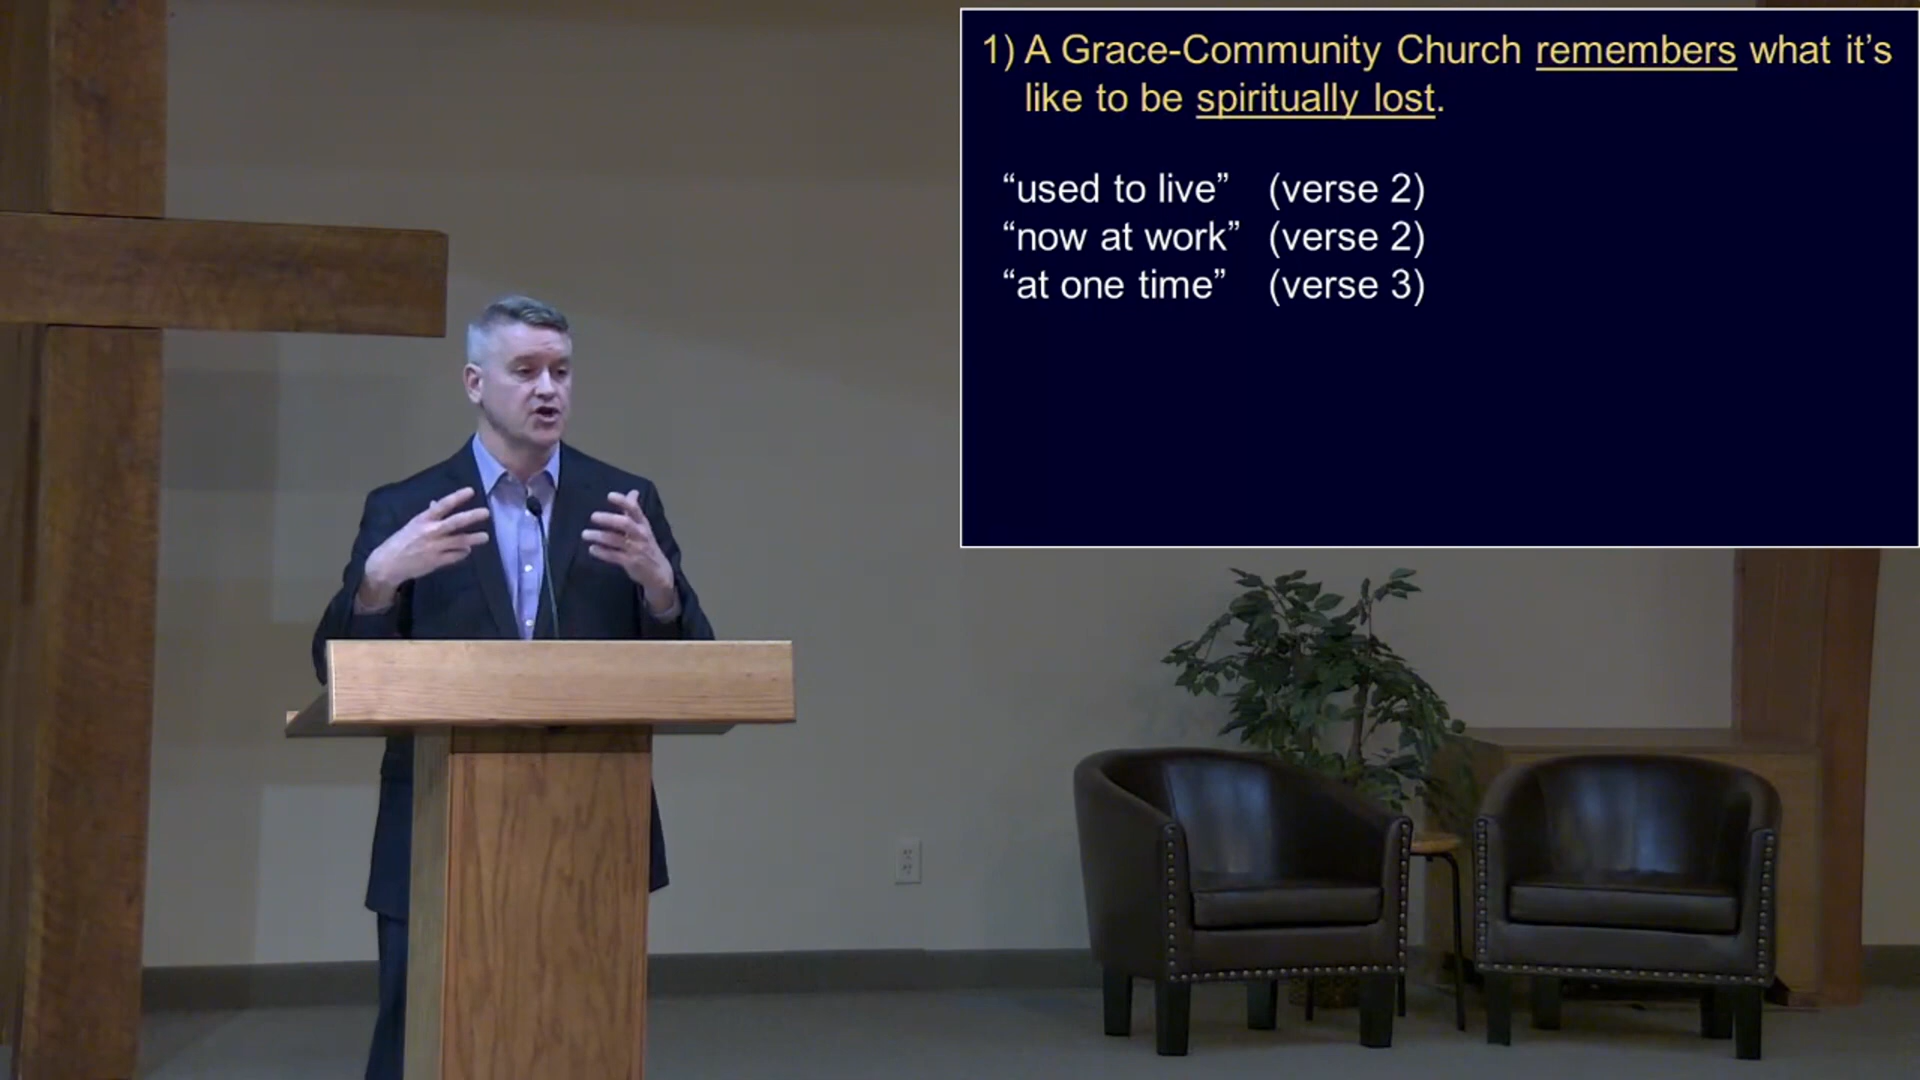 1) A Grace-Community Church remembers what it’s
like to be spiritually lost.
“used to live” (verse 2)
“now at work” (verse 2)
“at one time” (verse 3)